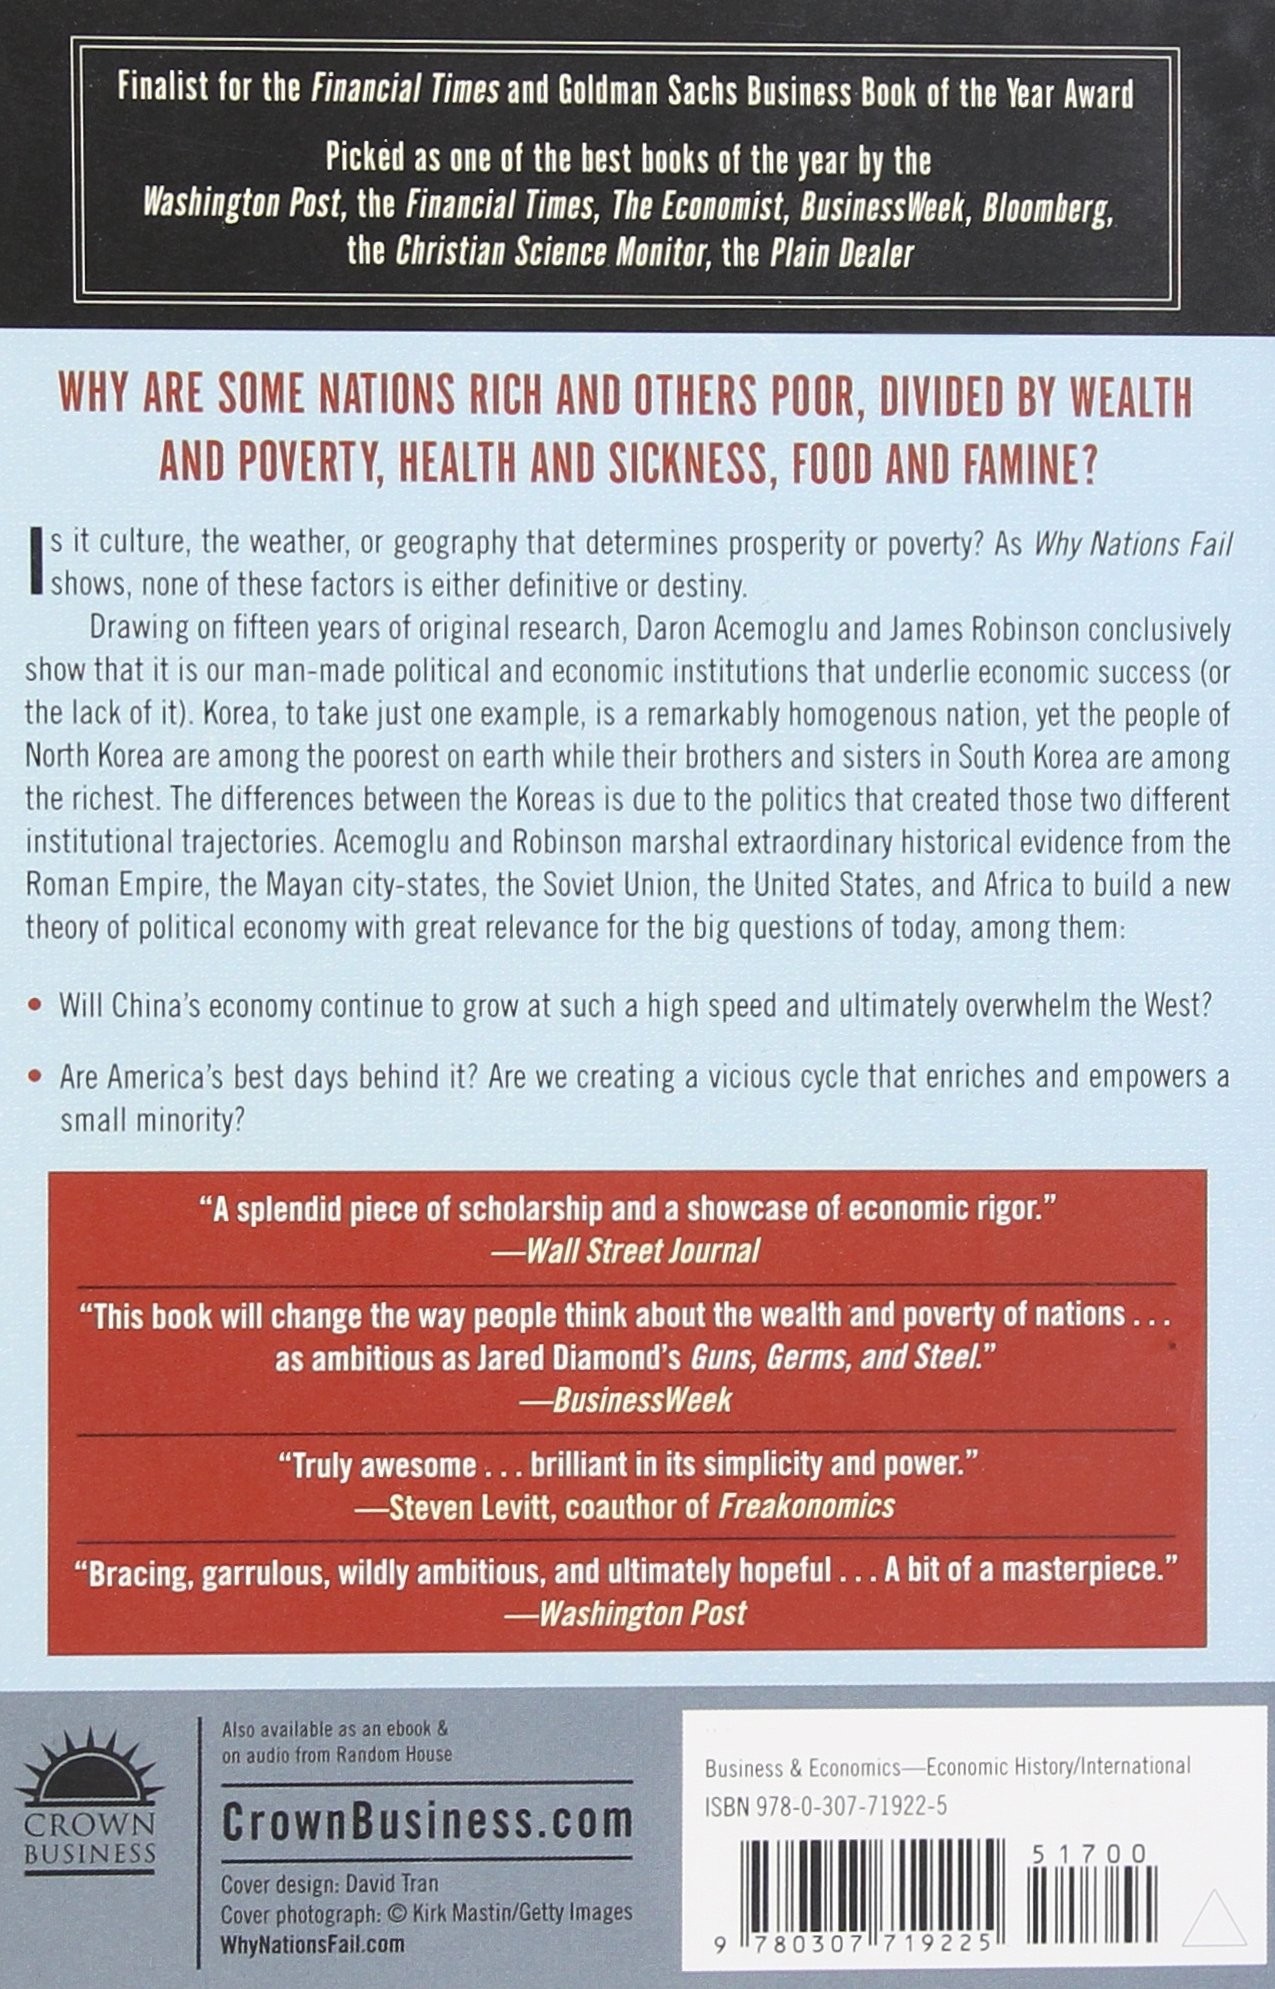 Finalist for the Financial Times and Goldman Sachs Business Book of the Year Award
Picked as one of the best books of the year by the
Washington Post, the Financial Times, The Economist, BusinessWeek, Bloomberg,
the Christian Science Monitor, the Plain Dealer
WHY ARE SOME NATIONS RICH AND OTHERS POOR, DIVIDED BY WEALTH
AND POVERTY, HEALTH AND SICKNESS, FOOD AND FAMINE?
Is it culture, the weather, or geography that determines prosperity or poverty? As Why Nations Fail
shows, none of these factors is either definitive or destiny.
Drawing on fifteen years of original research, Daron Acemoglu and James Robinson conclusively
show that it is our man-made political and economic institutions that underlie economic success (or
the lack of it). Korea, to take just one example, is a remarkably homogenous nation, yet the people of
North Korea are among the poorest on earth while their brothers and sisters in South Korea are among
the richest. The differences between the Koreas is due to the politics that created those two different
institutional trajectories. Acemoglu and Robinson marshal extraordinary historical evidence from the
Roman Empire, the Mayan city-states, the Soviet Union, the United States, and Africa to build a new
theory of political economy with great relevance for the big questions of today, among them:
• Will China's economy continue to grow at such a high speed and ultimately overwhelm the West?
• Are America's best days behind it? Are we creating a vicious cycle that enriches and empowers a
small minority?
“A splendid piece of scholarship and a showcase of economic rigor.”
—Wall Street Journal
“This book will change the way people think about the wealth and poverty of nations . . .
as ambitious as Jared Diamond's Guns, Germs, and Steel.”
—BusinessWeek
“Truly awesome . . . brilliant in its simplicity and power.”
—Steven Levitt, coauthor of Freakonomics
“Bracing, garrulous, wildly ambitious, and ultimately hopeful . . . A bit of a masterpiece.”
—Washington Post
CROWN
BUSINESS
Also available as an ebook &
on audio from Random House
CrownBusiness.com
Cover design: David Tran
Cover photograph: © Kirk Mastin/Getty Images
WhyNationsFail.com
Business & Economics—Economic History/International
ISBN 978-0-307-71922-5
51700
9 780307 719225